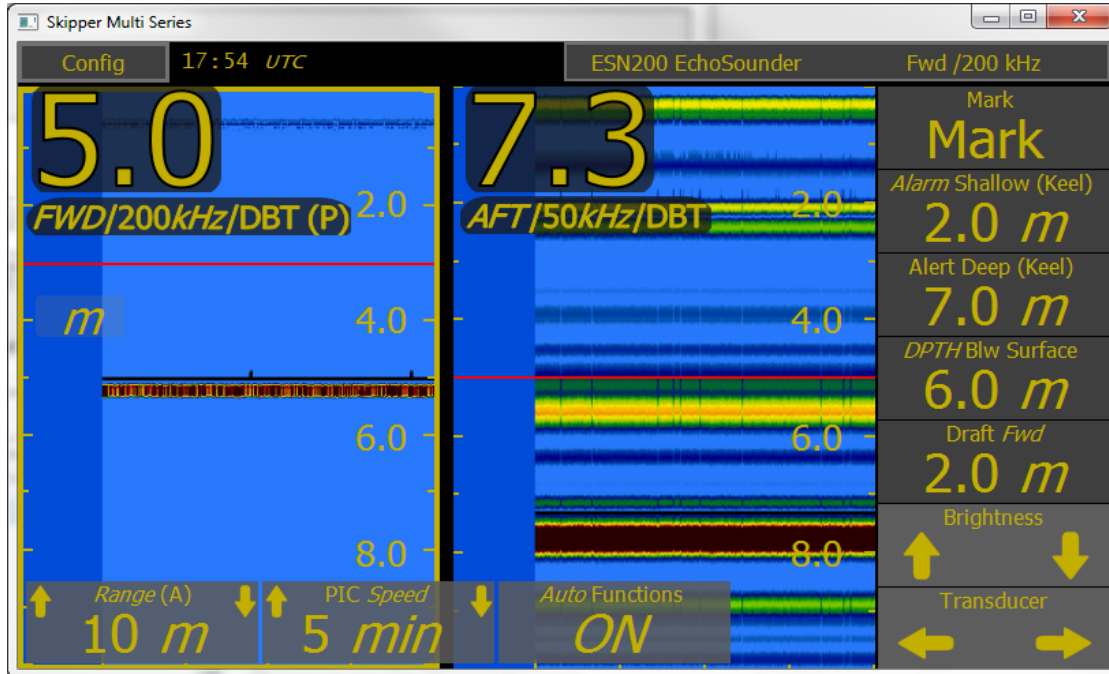 Skipper Multi Series
Config
17:54 UTC
ESN200 EchoSounder
Fwd /200 kHz
5.0
FWD/200kHz/DBT (P)
m
2.0
4.0
6.0
8.0
7.3
AFT/50kHz/DBT
2.0
4.0
6.0
8.0
Mark
Mark
Alarm Shallow (Keel)
2.0 m
Alert Deep (Keel)
7.0 m
DPTH Blw Surface
6.0 m
Draft Fwd
2.0 m
Brightness
Transducer
Range (A)
10 m
PIC Speed
5 min
Auto Functions
ON